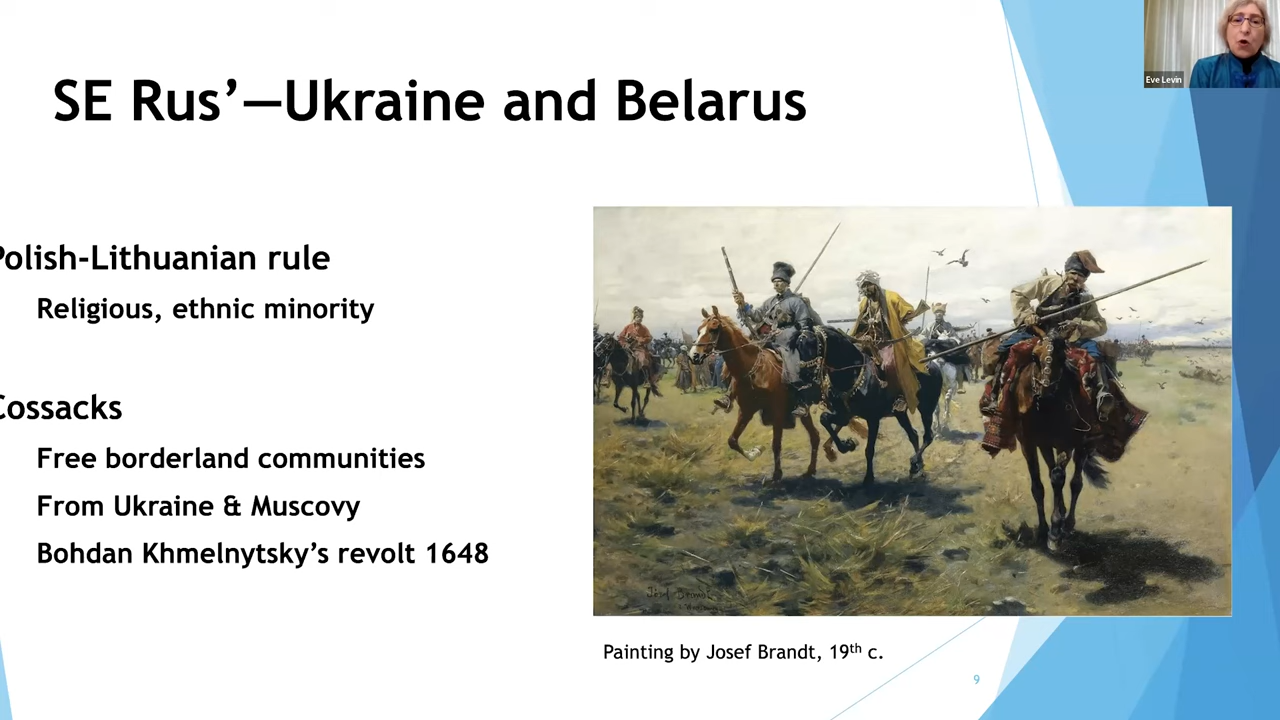 SE Rus’—Ukraine and Belarus
Eve Levin
Polish-Lithuanian rule
Religious, ethnic minority
Cossacks
Free borderland communities
From Ukraine & Muscovy
Bohdan Khmelnytsky’s revolt 1648
Painting by Josef Brandt, 19th c.
9